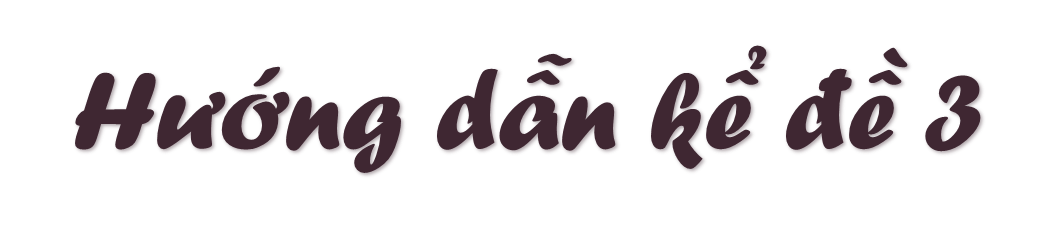 Hướng dẫn kể đề 3